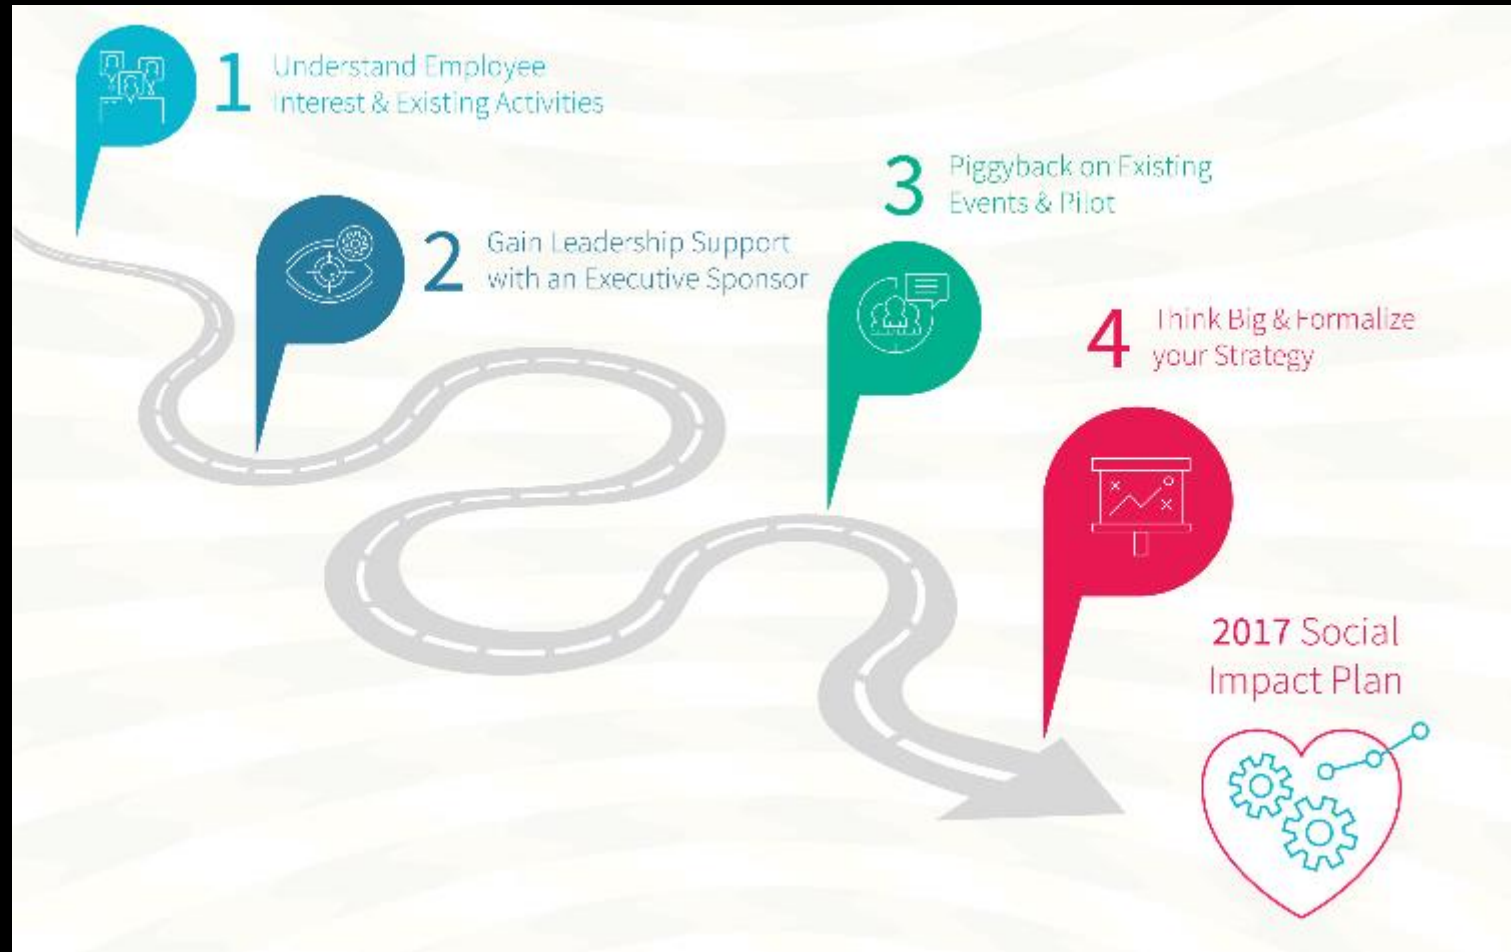 1
Understand Employee
Interest & Existing Activities
2
Gain Leadership Support
with an Executive Sponsor
3
Piggyback on Existing
Events & Pilot
4
Think Big & Formalize
your Strategy
2017 Social
Impact Plan